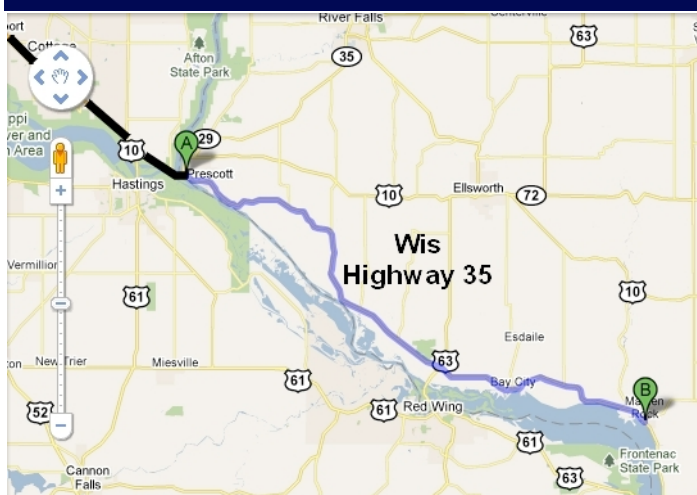 River Falls
63
Afton
State Park
35
10
29
A
Hastings
Prescott
10
Ellsworth
72
Wis
Highway 35
Vermillion
61
10
Esdaile
New Trier
Miesville
63
61
Bay City
B
61
Red Wing
Rock
52
61
Frontenac
State Park
63
Cannon
Falls